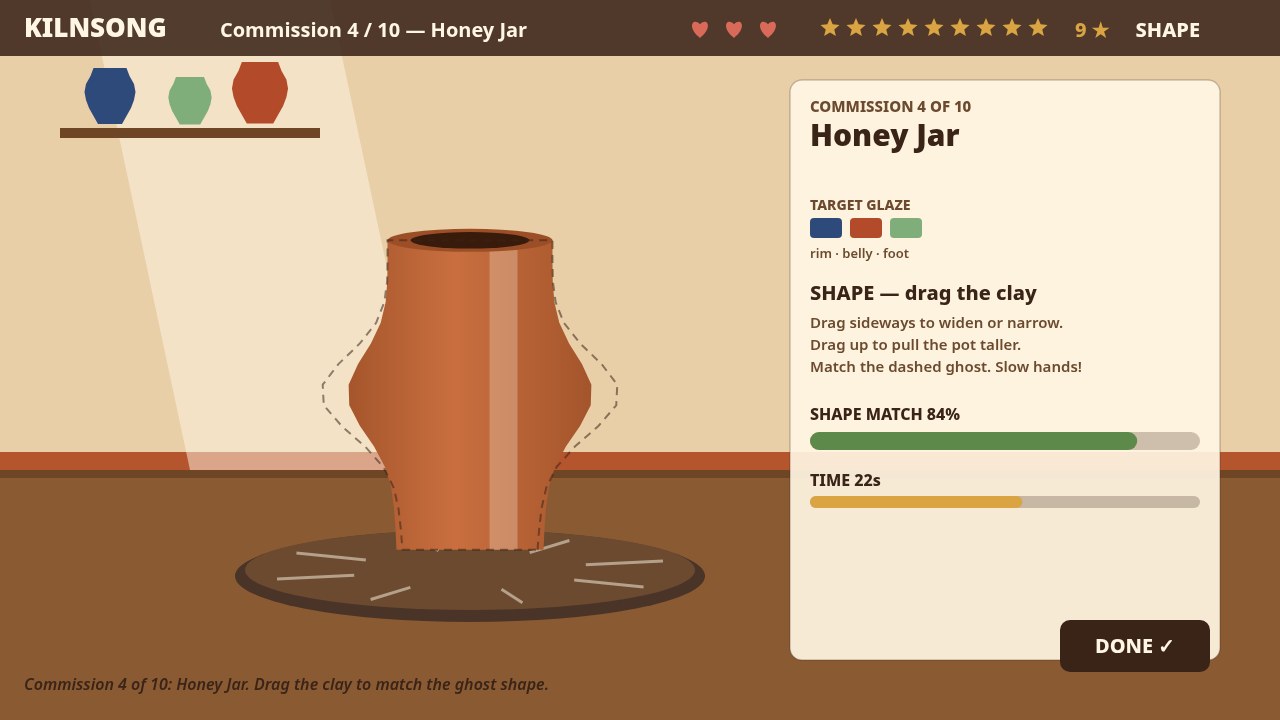 KILNSONG
Commission 4 / 10 — Honey Jar
9 ★
SHAPE
COMMISSION 4 OF 10
Honey Jar
TARGET GLAZE
rim · belly · foot
SHAPE — drag the clay
Drag sideways to widen or narrow.
Drag up to pull the pot taller.
Match the dashed ghost. Slow hands!
SHAPE MATCH 84%
TIME 22s
DONE ✓
Commission 4 of 10: Honey Jar. Drag the clay to match the ghost shape.